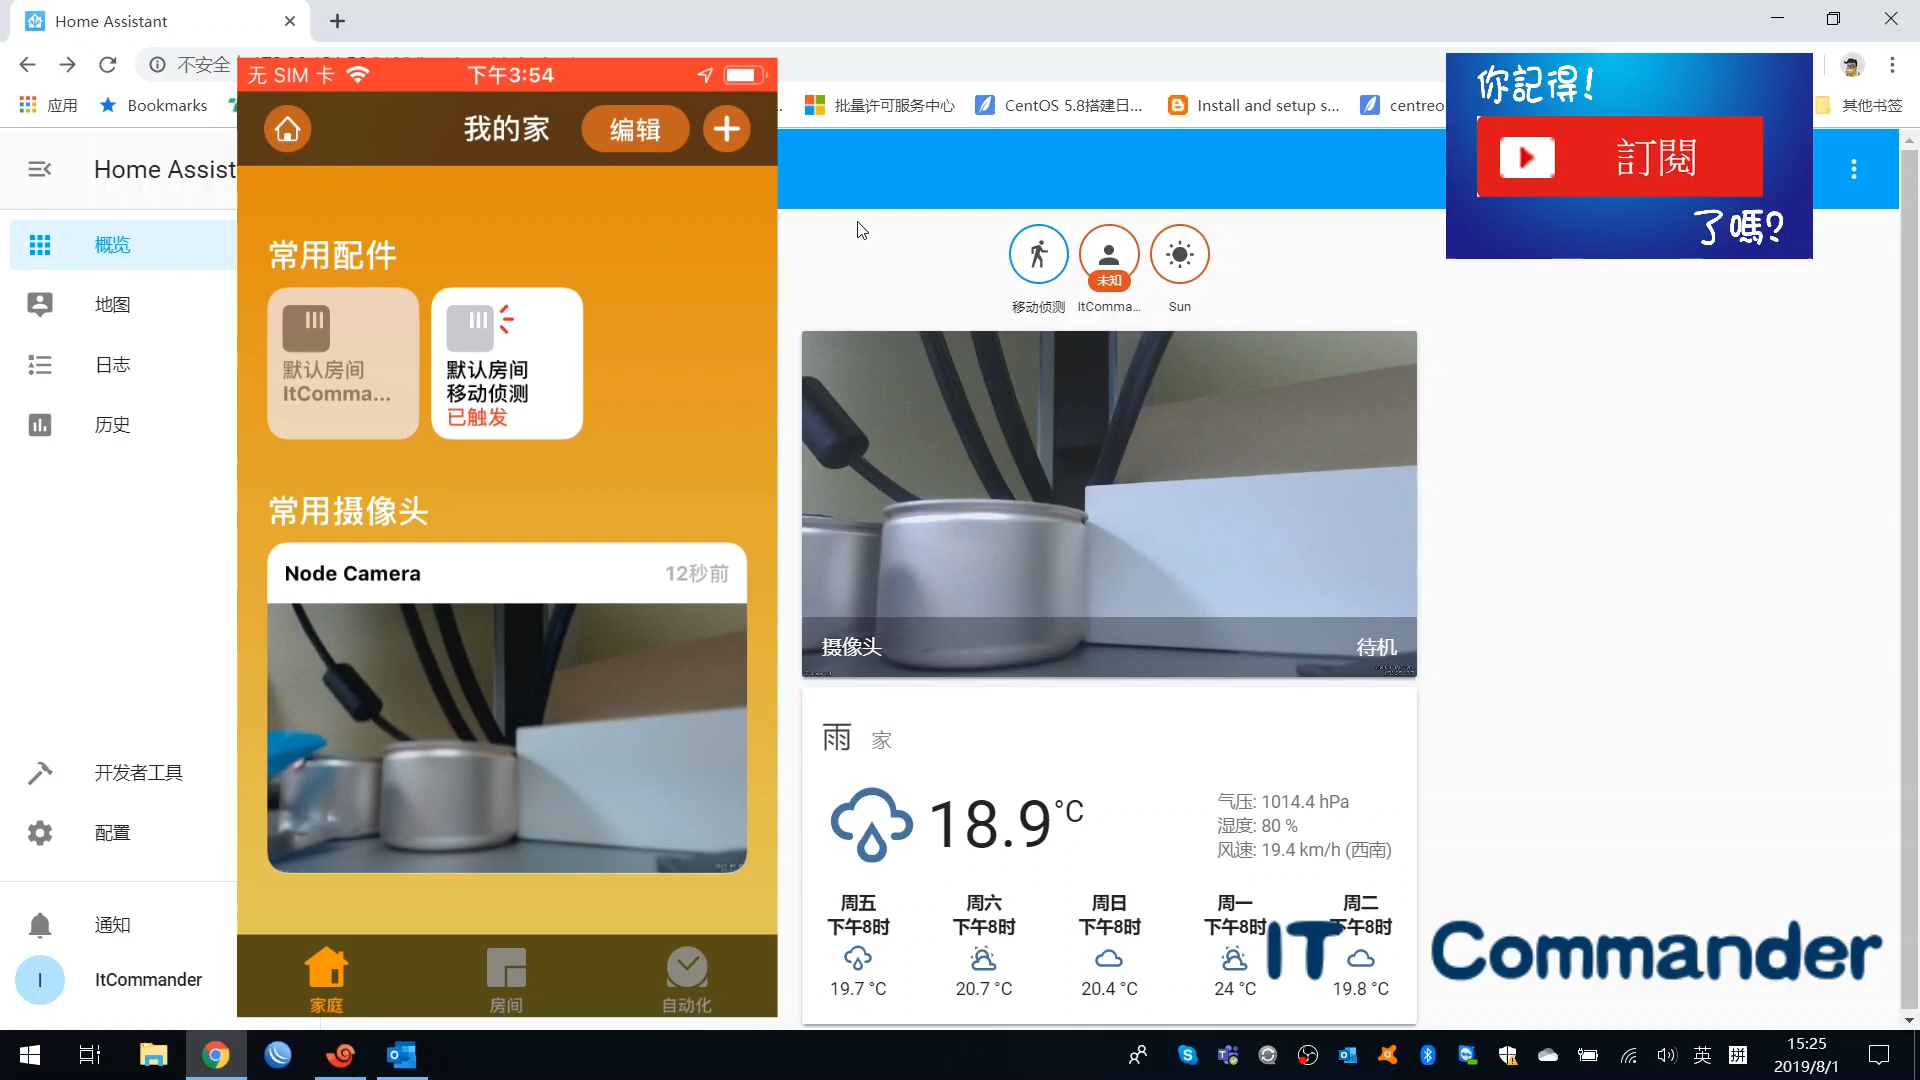 Home Assistant
不安全
应用
Bookmarks
批量许可服务中心
CentOS 5.8搭建日...
Install and setup s...
centreo
其他书签
无 SIM 卡
下午3:54
我的家
编辑
常用配件
默认房间
ItComma...
默认房间
移动侦测
已触发
常用摄像头
Node Camera
12秒前
家庭
房间
自动化
Home Assist
概览
地图
日志
历史
开发者工具
配置
通知
I
ItCommander
你記得!
訂閱
了嗎?
未知
移动侦测
ItComma...
Sun
摄像头
待机
雨
家
18.9 °C
气压: 1014.4 hPa
湿度: 80 %
风速: 19.4 km/h (西南)
周五 周六 周日 周一 周二
下午8时 下午8时 下午8时 下午8时 下午8时
19.7 °C 20.7 °C 20.4 °C 24 °C 19.8 °C
IT Commander
英
拼
15:25
2019/8/1